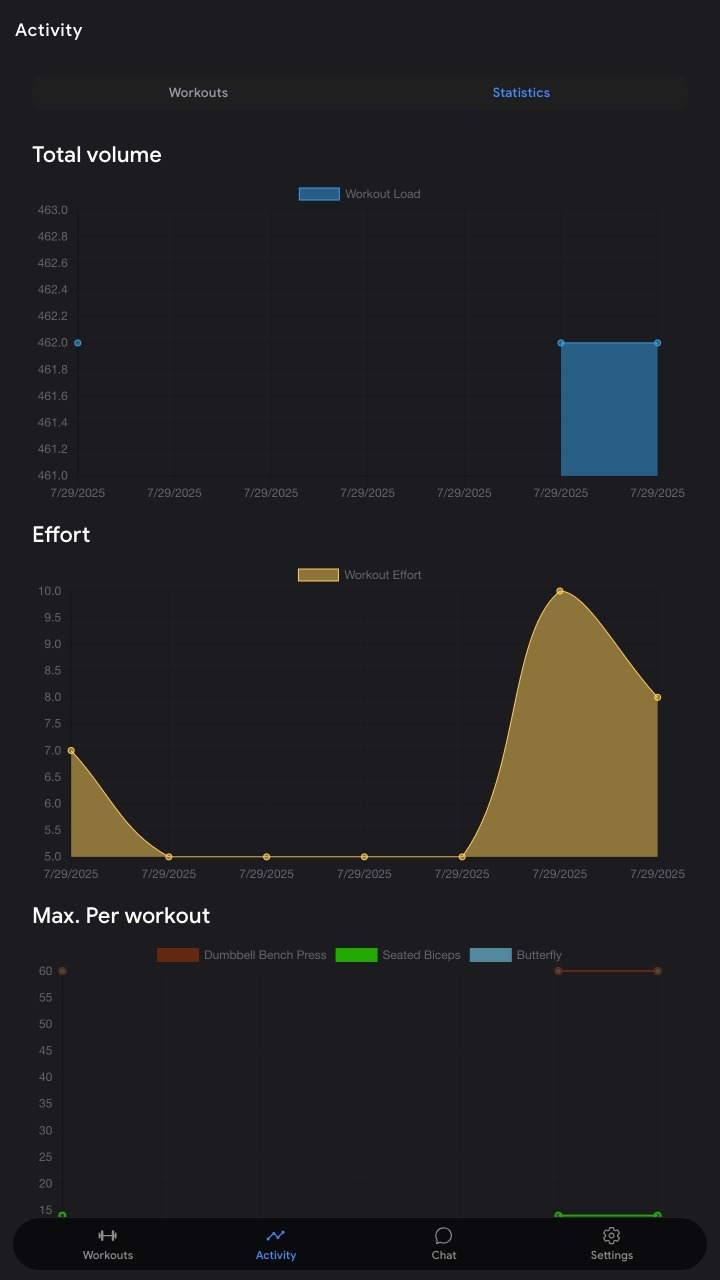 Activity
Workouts Statistics
Total volume
Workout Load
463.0
462.8
462.6
462.4
462.2
462.0
461.8
461.6
461.4
461.2
461.0
7/29/2025 7/29/2025 7/29/2025 7/29/2025 7/29/2025 7/29/2025 7/29/2025
Effort
Workout Effort
10.0
9.5
9.0
8.5
8.0
7.5
7.0
6.5
6.0
5.5
5.0
7/29/2025 7/29/2025 7/29/2025 7/29/2025 7/29/2025 7/29/2025 7/29/2025
Max. Per workout
Dumbbell Bench Press Seated Biceps Butterfly
60
55
50
45
40
35
30
25
20
15
Workouts Activity Chat Settings